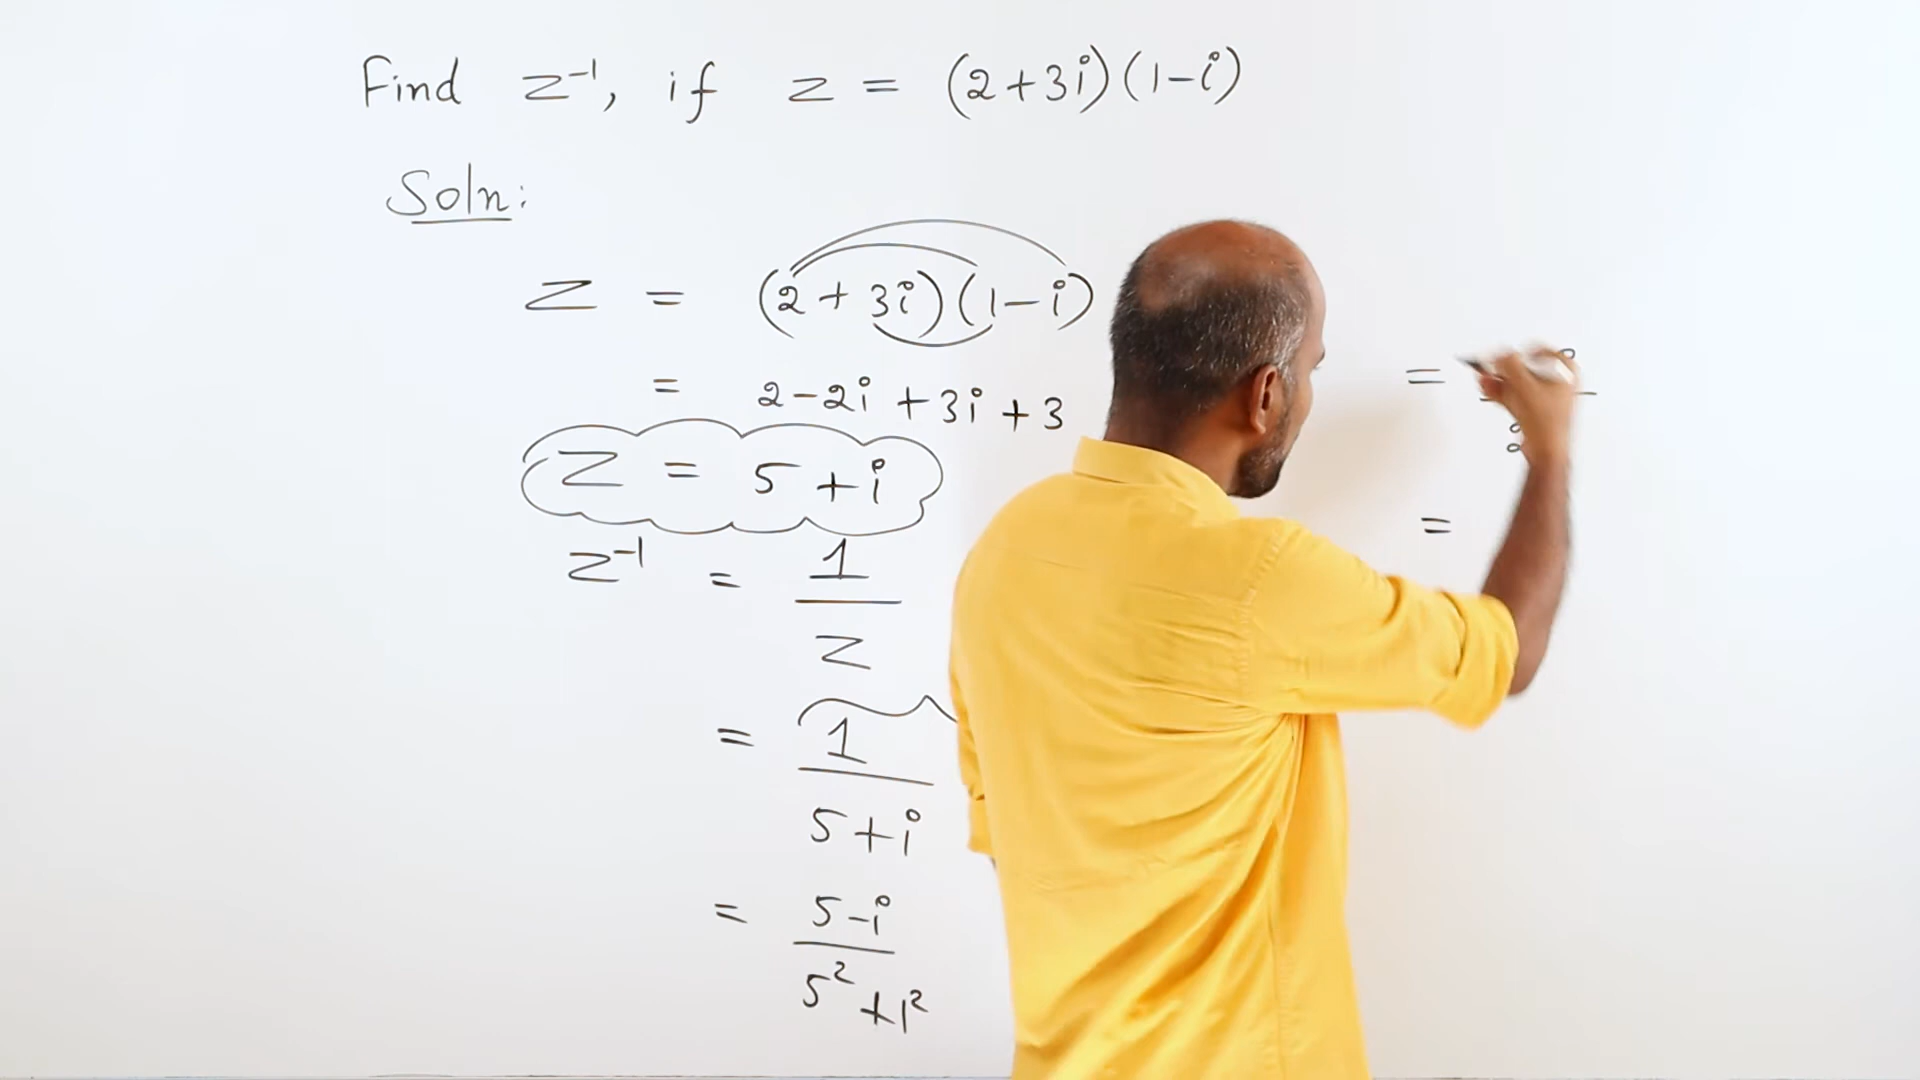 Find z⁻¹, if z = (2+3i)(1-i)
Soln:
z = (2 + 3i)(1-i)
= 2-2i +3i +3
z = 5 +i
z⁻¹ = 1/z
= 1/(5+i)
= (5-i)/(5² +1²)
=
=